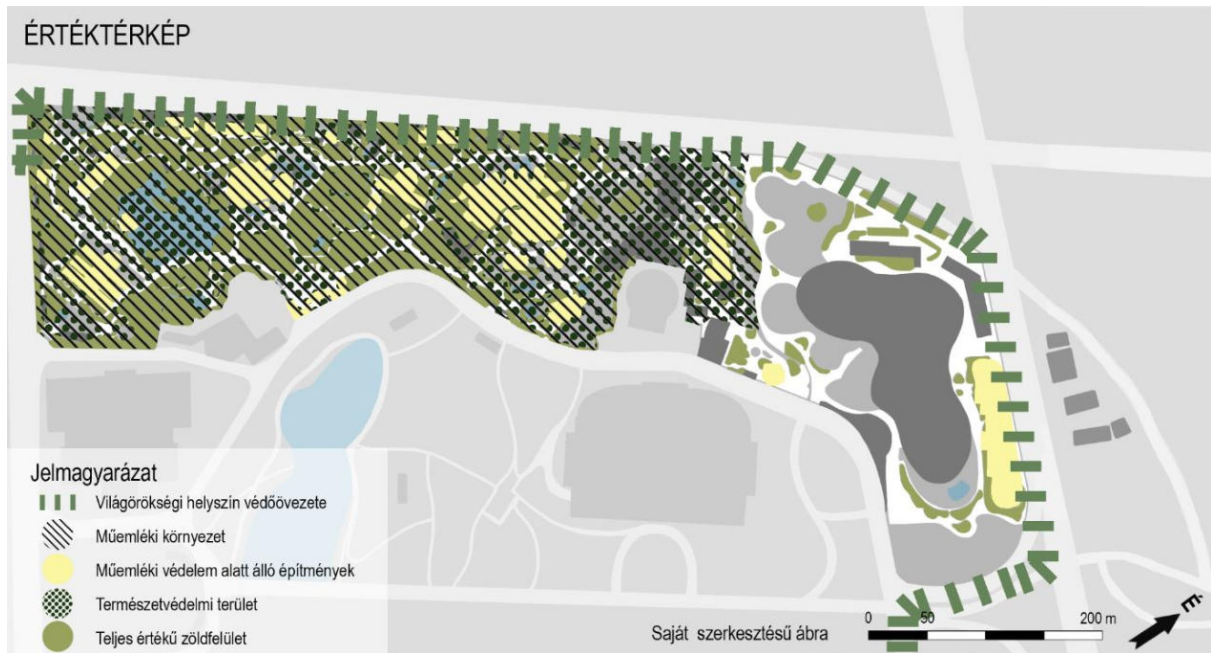 ÉRTÉKTÉRKÉP
Jelmagyarázat
Világörökségi helyszín védőövezete
Műemléki környezet
Műemléki védelem alatt álló építmények
Természetvédelmi terület
Teljes értékű zöldfelület
Saját szerkesztésű ábra
0 50 200 m
É